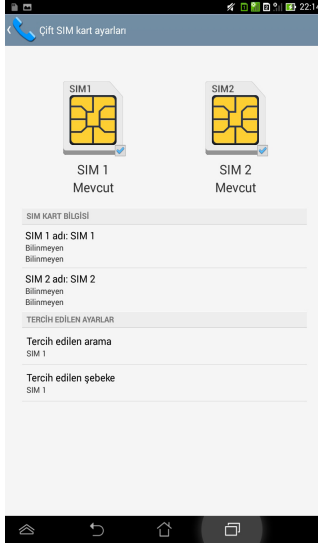 22:14
Çift SIM kart ayarları
SIM1
SIM2
SIM 1
Mevcut
SIM 2
Mevcut
SIM KART BİLGİSİ
SIM 1 adı: SIM 1
Bilinmeyen
Bilinmeyen
SIM 2 adı: SIM 2
Bilinmeyen
Bilinmeyen
TERCİH EDİLEN AYARLAR
Tercih edilen arama
SIM 1
Tercih edilen şebeke
SIM 1